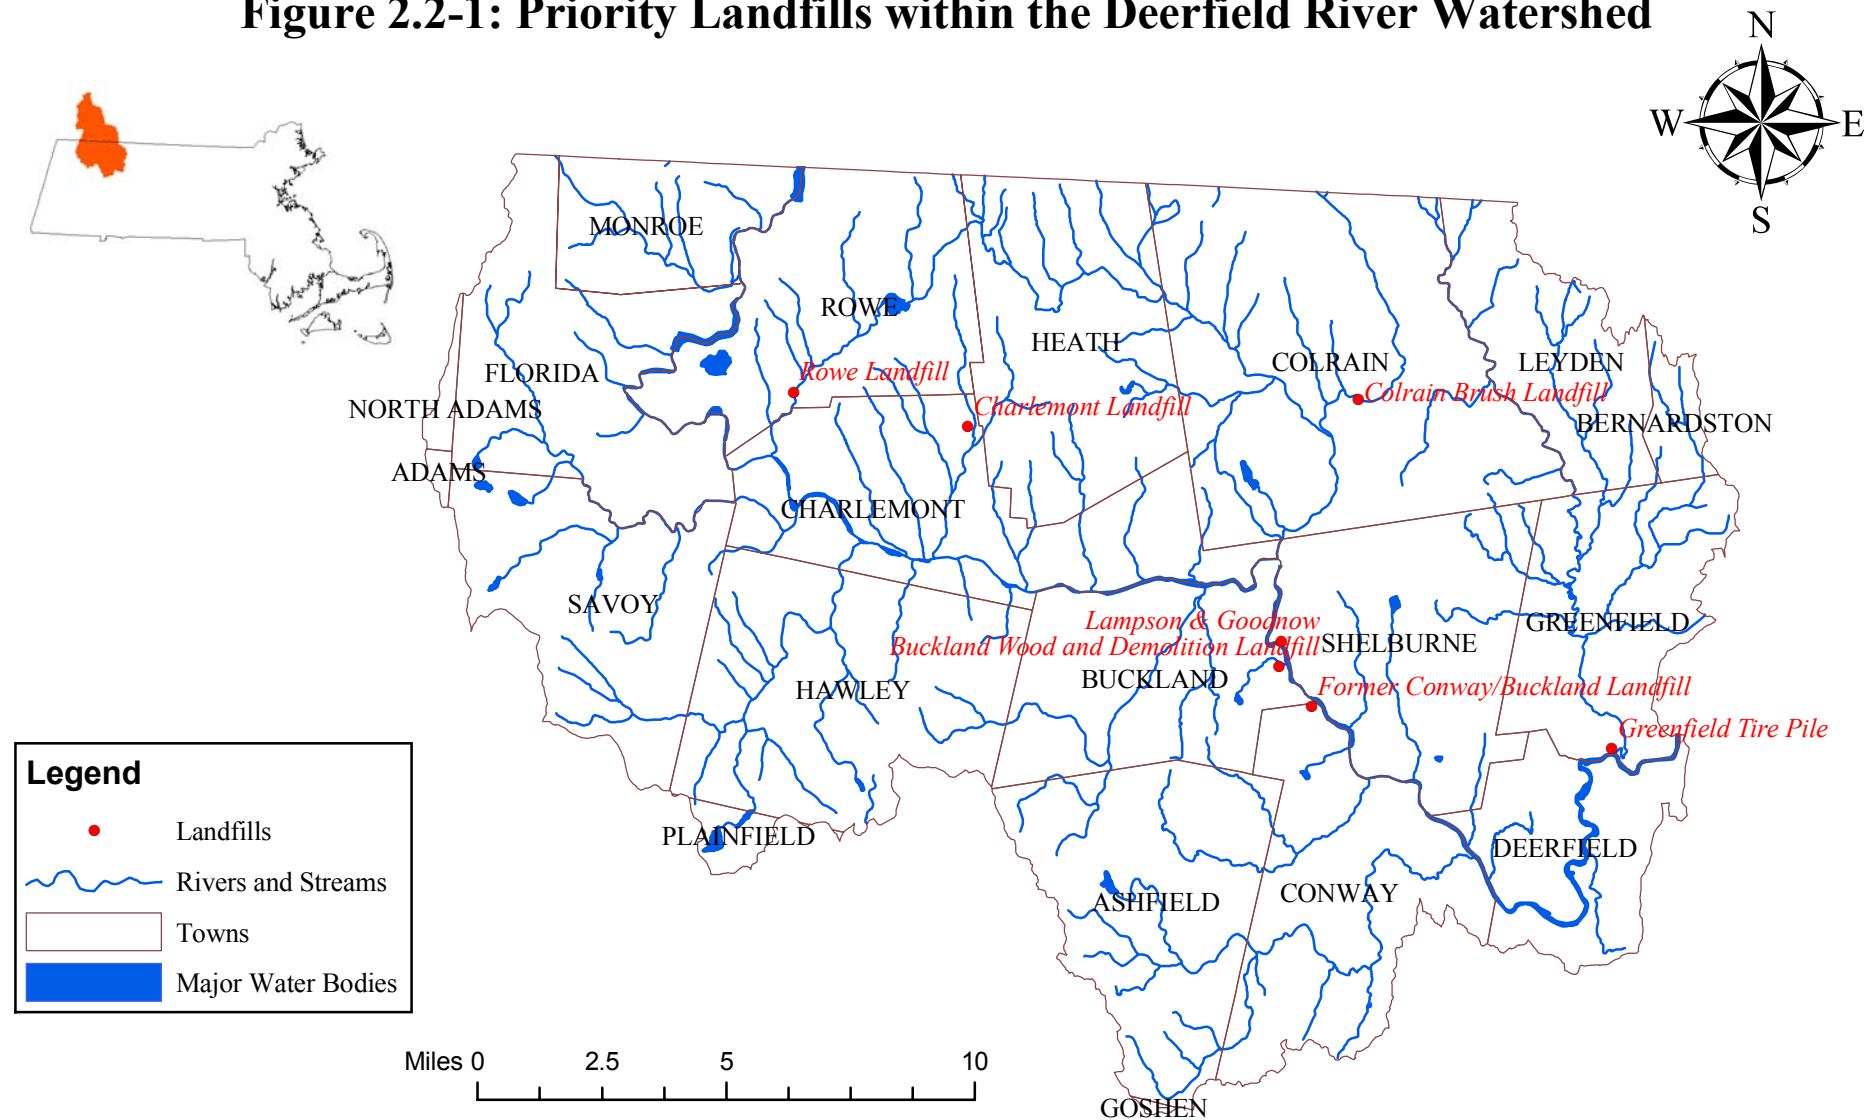 Figure 2.2-1: Priority Landfills within the Deerfield River Watershed
N
W
E
S
MONROE
ROWE
HEATH
COLRAIN
LEYDEN
FLORIDA
Rowe Landfill
Colrain Brush Landfill
NORTH ADAMS
Charlemont Landfill
BERNARDSTON
ADAMS
CHARLEMONT
SAVOY
Lampson & Goodnow
GREENFIELD
Buckland Wood and Demolition Landfill
SHELBURNE
BUCKLAND
HAWLEY
Former Conway/Buckland Landfill
Greenfield Tire Pile
PLAINFIELD
DEERFIELD
ASHFIELD
CONWAY
GOSHEN
Legend
Landfills
Rivers and Streams
Towns
Major Water Bodies
Miles 0 2.5 5 10